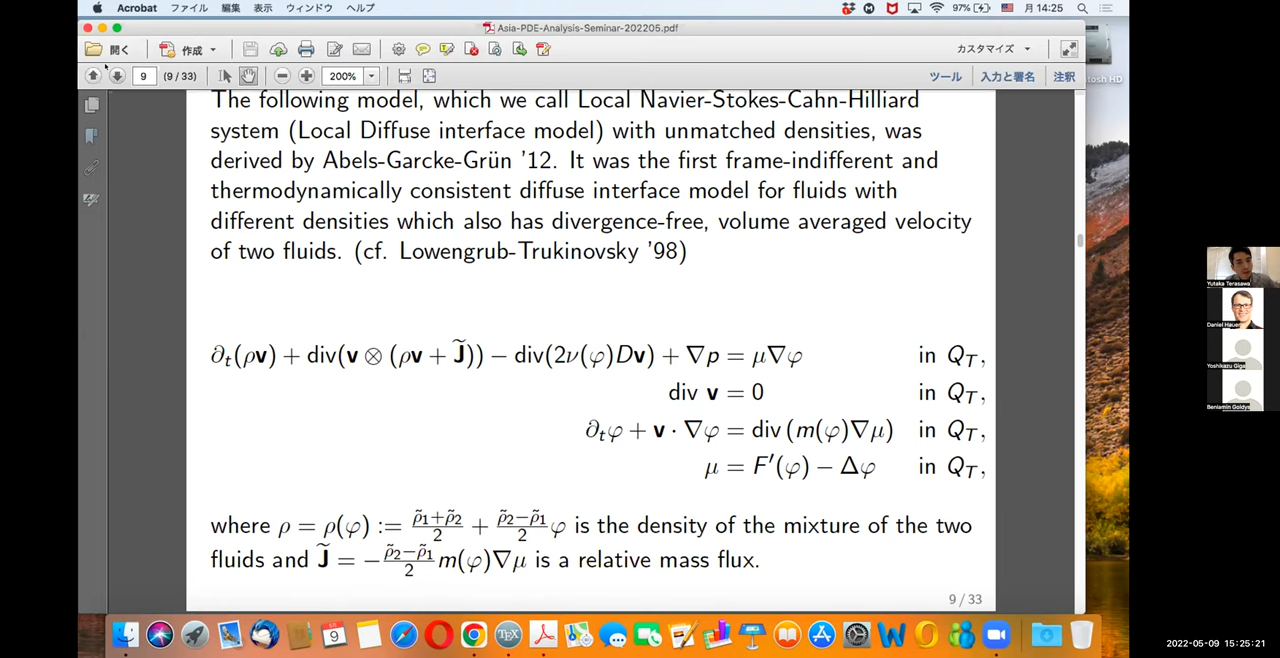 Acrobat ファイル 編集 表示 ウィンドウ ヘルプ 97% 月 14:25
Asia-PDE-Analysis-Seminar-202205.pdf
開く 作成 カスタマイズ
9 (9 / 33) 200% ツール 入力と署名 注釈
The following model, which we call Local Navier-Stokes-Cahn-Hilliard
system (Local Diffuse interface model) with unmatched densities, was
derived by Abels-Garcke-Grün '12. It was the first frame-indifferent and
thermodynamically consistent diffuse interface model for fluids with
different densities which also has divergence-free, volume averaged velocity
of two fluids. (cf. Lowengrub-Trukinovsky '98)
∂ₜ(ρv) + div(v ⊗ (ρv + J̃)) − div(2ν(φ)Dv) + ∇p = μ∇φ in Q_T,
div v = 0 in Q_T,
∂ₜφ + v · ∇φ = div (m(φ)∇μ) in Q_T,
μ = F′(φ) − Δφ in Q_T,
where ρ = ρ(φ) := (ρ̃₁+ρ̃₂)/2 + (ρ̃₂−ρ̃₁)/2 φ is the density of the mixture of the two
fluids and J̃ = −(ρ̃₂−ρ̃₁)/2 m(φ)∇μ is a relative mass flux.
9 / 33
Yutaka Terasawa
Daniel Hauer
Yoshikazu Giga
Beniamin Goldys
2022-05-09 15:25:21